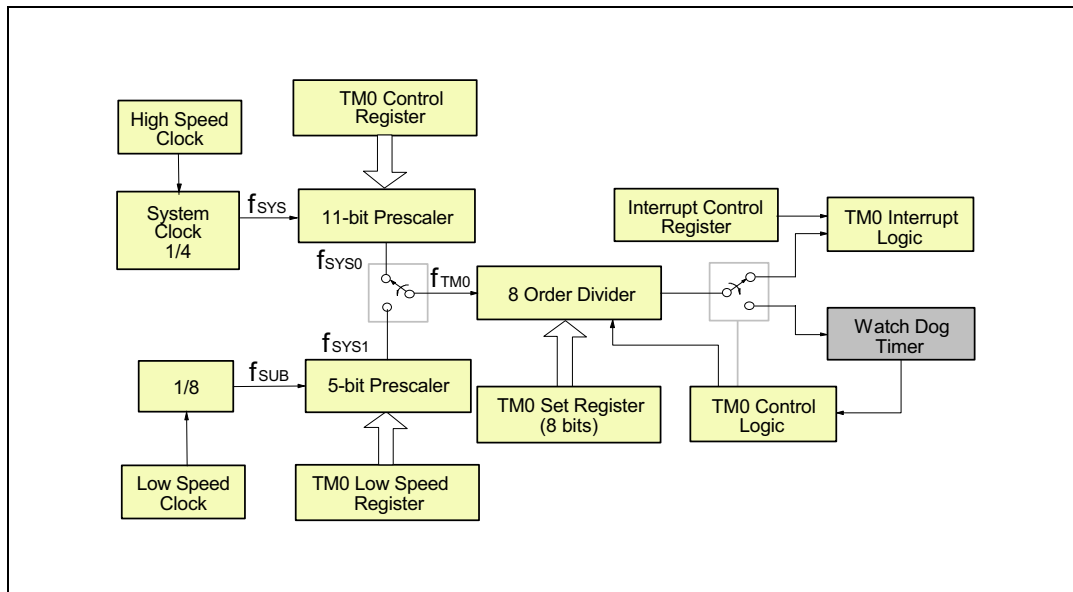 TM0 Control
Register
High Speed
Clock
System
Clock
1/4
fSYS
11-bit Prescaler
Interrupt Control
Register
TM0 Interrupt
Logic
fSYS0
fTM0
8 Order Divider
fSYS1
Watch Dog
Timer
1/8
fSUB
5-bit Prescaler
TM0 Set Register
(8 bits)
TM0 Control
Logic
Low Speed
Clock
TM0 Low Speed
Register